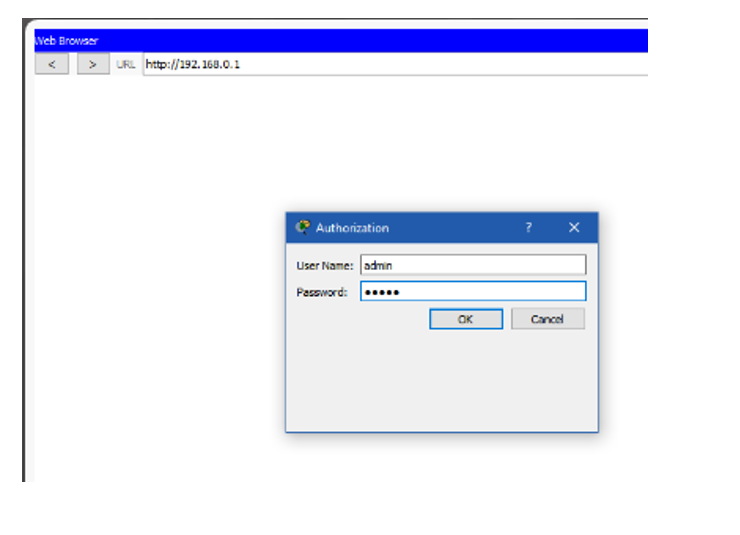 Web Browser
< > URL http://192.168.0.1
Authorization ? X
User Name: admin
Password: •••••
OK Cancel